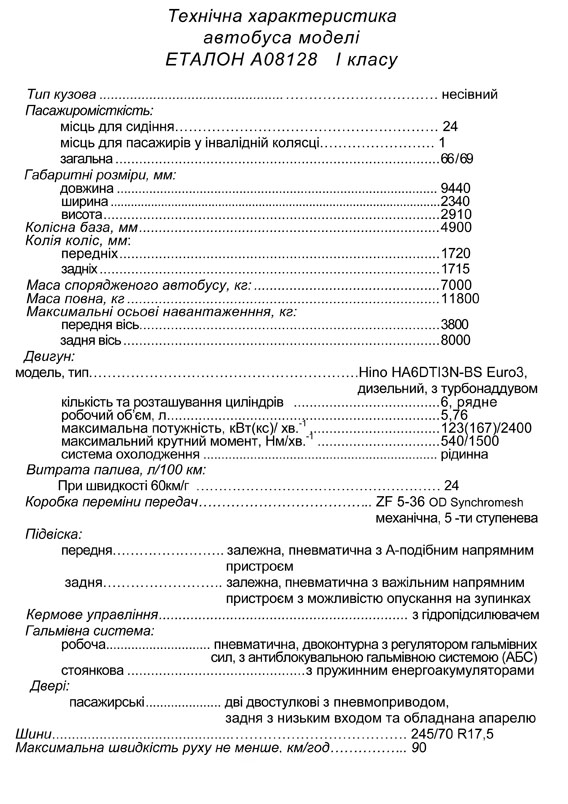 Технічна характеристика
автобуса моделі
ЕТАЛОН А08128 І класу
Тип кузова ........................................................................ несівний
Пасажиромісткість:
місць для сидіння................................................ 24
місць для пасажирів у інвалідній колясці......................... 1
загальна ........................................................................66/69
Габаритні розміри, мм:
довжина ........................................................................ 9440
ширина ........................................................................2340
висота........................................................................2910
Колісна база, мм........................................................................4900
Колія коліс, мм:
передніх ........................................................................1720
задніх ........................................................................1715
Маса спорядженого автобусу, кг: ........................................7000
Маса повна, кг ........................................................................11800
Максимальні осьові навантаженння, кг:
передня вісь........................................................................3800
задня вісь ........................................................................8000
Двигун:
модель, тип................................................Hino HA6DTI3N-BS Euro3,
дизельний, з турбонаддувом
кількість та розташування циліндрів ..............................6, рядне
робочий об'єм, л........................................................5,76
максимальна потужність, кВт(кс)/ хв.-1 ........................123(167)/2400
максимальний крутний момент, Нм/хв.-1 ........................540/1500
система охолодження ................................................ рідинна
Витрата палива, л/100 км:
При швидкості 60км/г ................................................ 24
Коробка переміни передач................................ ZF 5-36 OD Synchromesh
механічна, 5 -ти ступенева
Підвіска:
передня......................... залежна, пневматична з А-подібним напрямним
пристроєм
задня........................... залежна, пневматична з важільним напрямним
пристроєм з можливістю опускання на зупинках
Кермове управління........................................................ з гідропідсилювачем
Гальмівна система:
робоча............................... пневматична, двоконтурна з регулятором гальмівних
сил, з антиблокувальною гальмівною системою (АБС)
стоянкова ........................................з пружинним енергоакумуляторами
Двері:
пасажирські...................... дві двостулкові з пневмоприводом,
задня з низьким входом та обладнана апарелю
Шини........................................................................ 245/70 R17,5
Максимальна швидкість руху не менше, км/год.................. 90